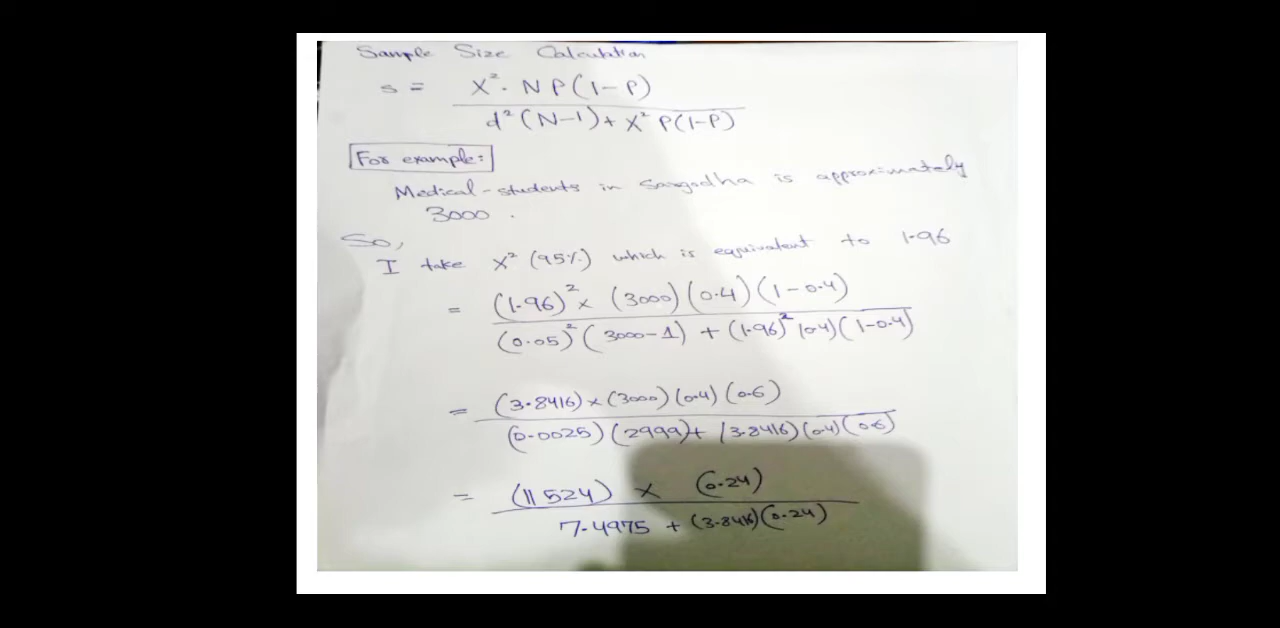 Sample Size Calculation
s = X². NP(1-P)
d²(N-1)+ X² P(1-P)
For example:
Medical-students in Sargodha is approximately
3000.
So,
I take X² (95%) which is equivalent to 1.96
= (1.96)² × (3000)(0.4)(1-0.4)
(0.05)² (3000-1) + (1.96)² (0.4)(1-0.4)
= (3.8416) × (3000)(0.4)(0.6)
(0.0025)(2999)+ (3.8416)(0.4)(0.6)
= (11524) × (0.24)
7.4975 + (3.8416)(0.24)